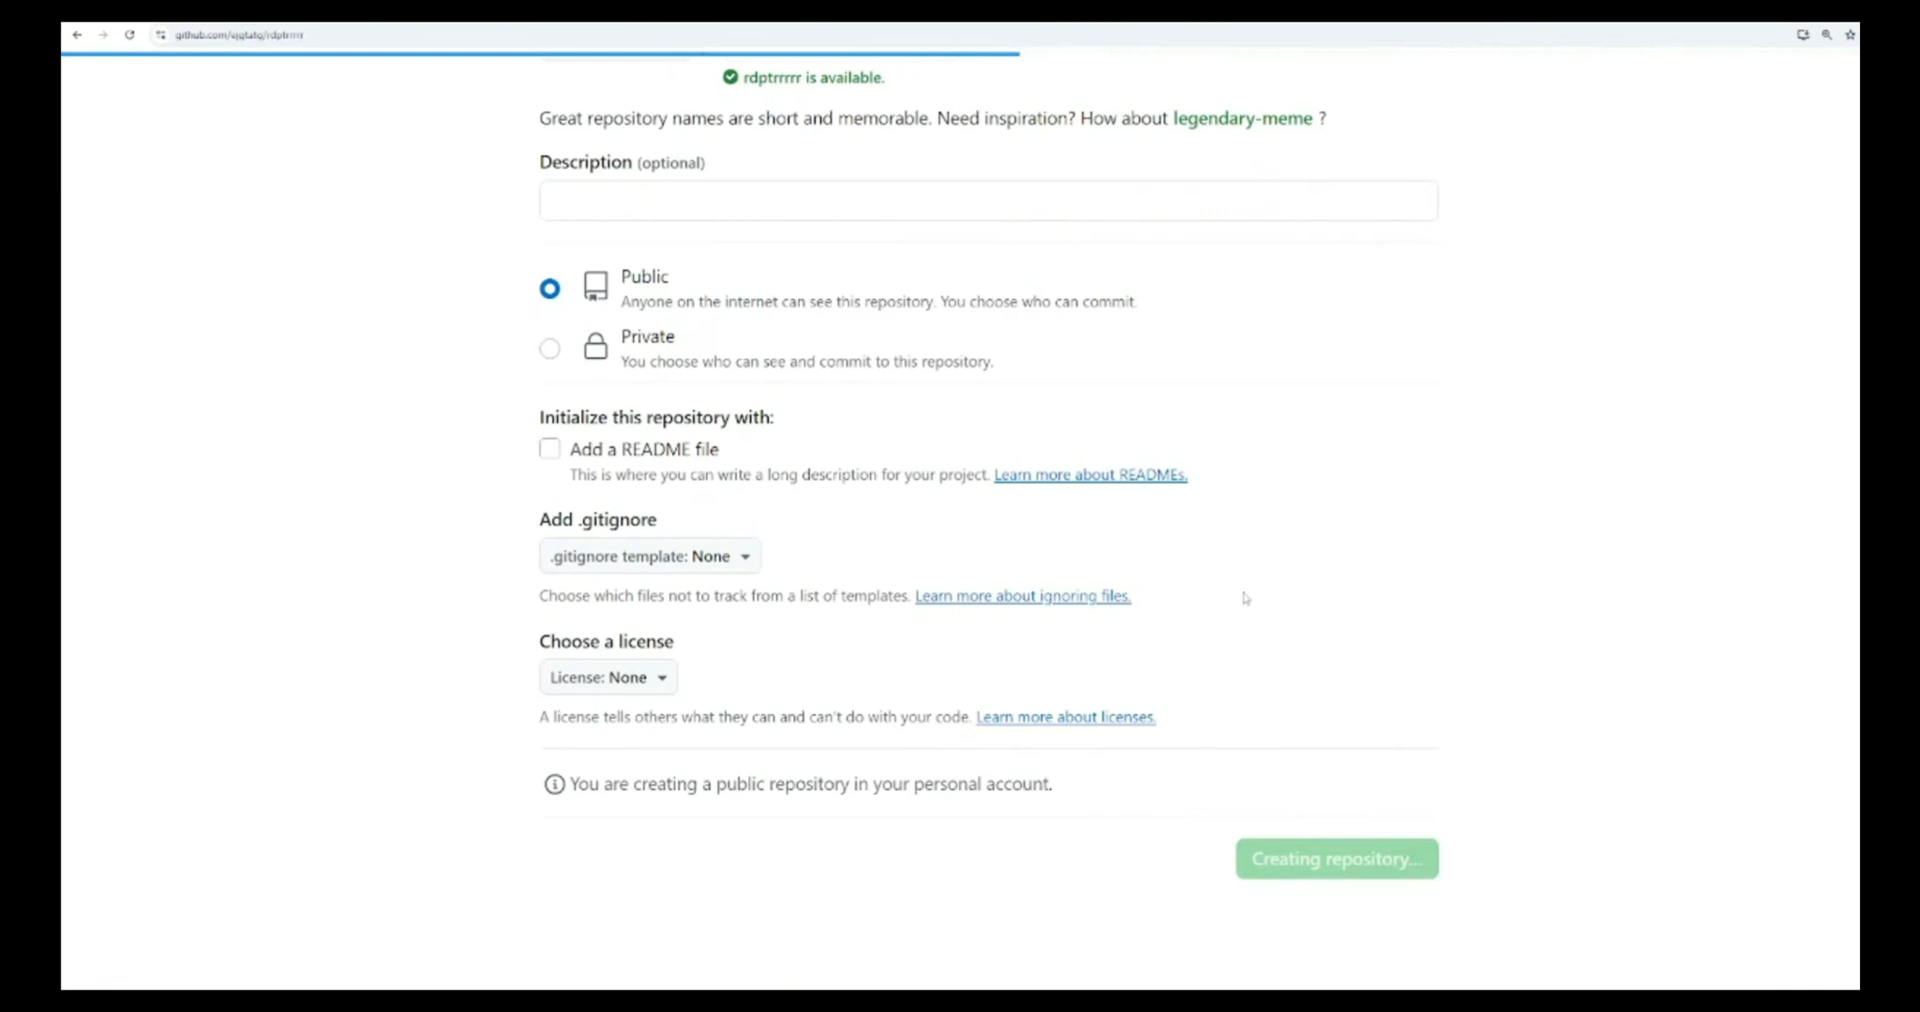 rdptrrrrr is available.
Great repository names are short and memorable. Need inspiration? How about legendary-meme ?
Description (optional)
Public
Anyone on the internet can see this repository. You choose who can commit.
Private
You choose who can see and commit to this repository.
Initialize this repository with:
Add a README file
This is where you can write a long description for your project. Learn more about READMEs.
Add .gitignore
.gitignore template: None
Choose which files not to track from a list of templates. Learn more about ignoring files.
Choose a license
License: None
A license tells others what they can and can't do with your code. Learn more about licenses.
You are creating a public repository in your personal account.
Creating repository...